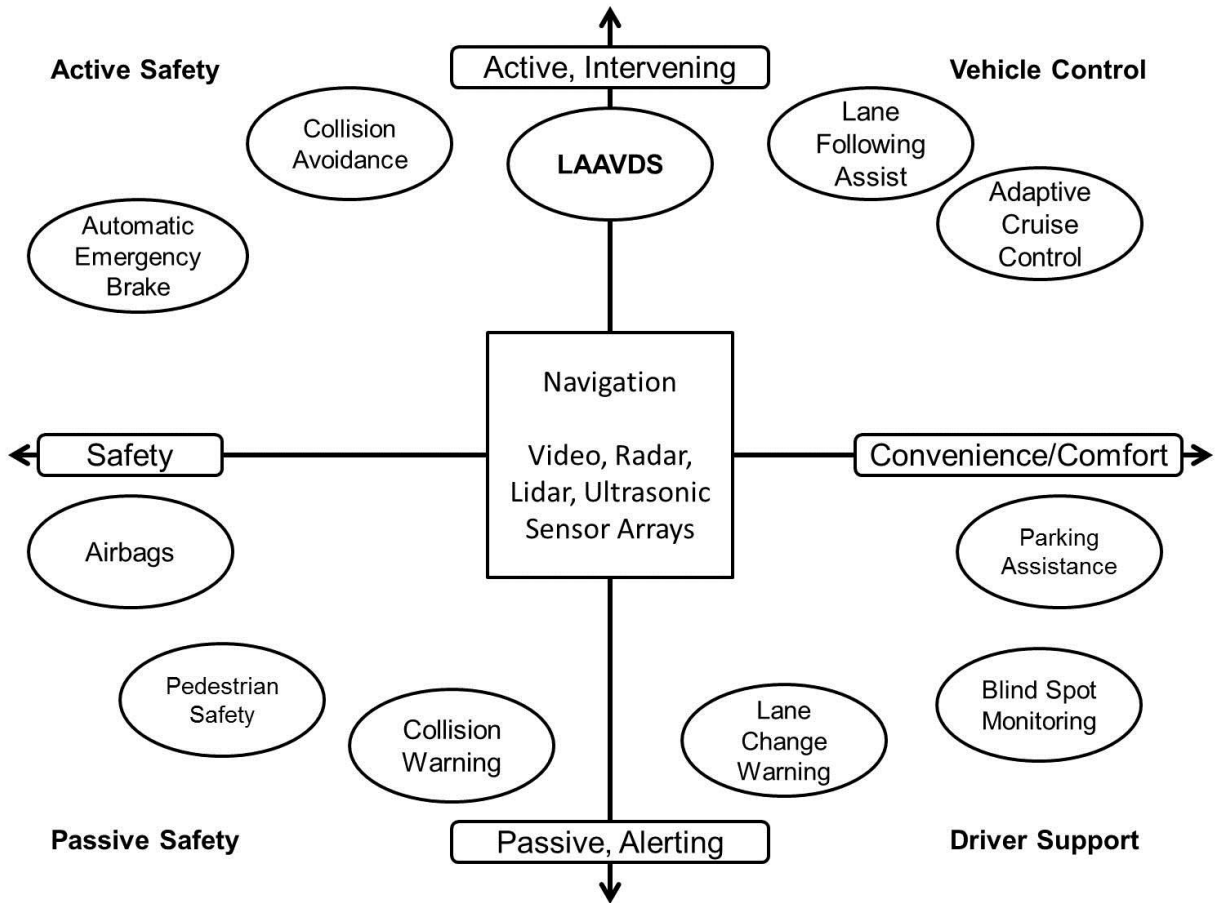 Active Safety
Active, Intervening
Vehicle Control
Collision
Avoidance
LAAVDS
Lane
Following
Assist
Automatic
Emergency
Brake
Adaptive
Cruise
Control
Navigation
Video, Radar,
Lidar, Ultrasonic
Sensor Arrays
Safety
Convenience/Comfort
Airbags
Parking
Assistance
Pedestrian
Safety
Collision
Warning
Lane
Change
Warning
Blind Spot
Monitoring
Passive Safety
Passive, Alerting
Driver Support